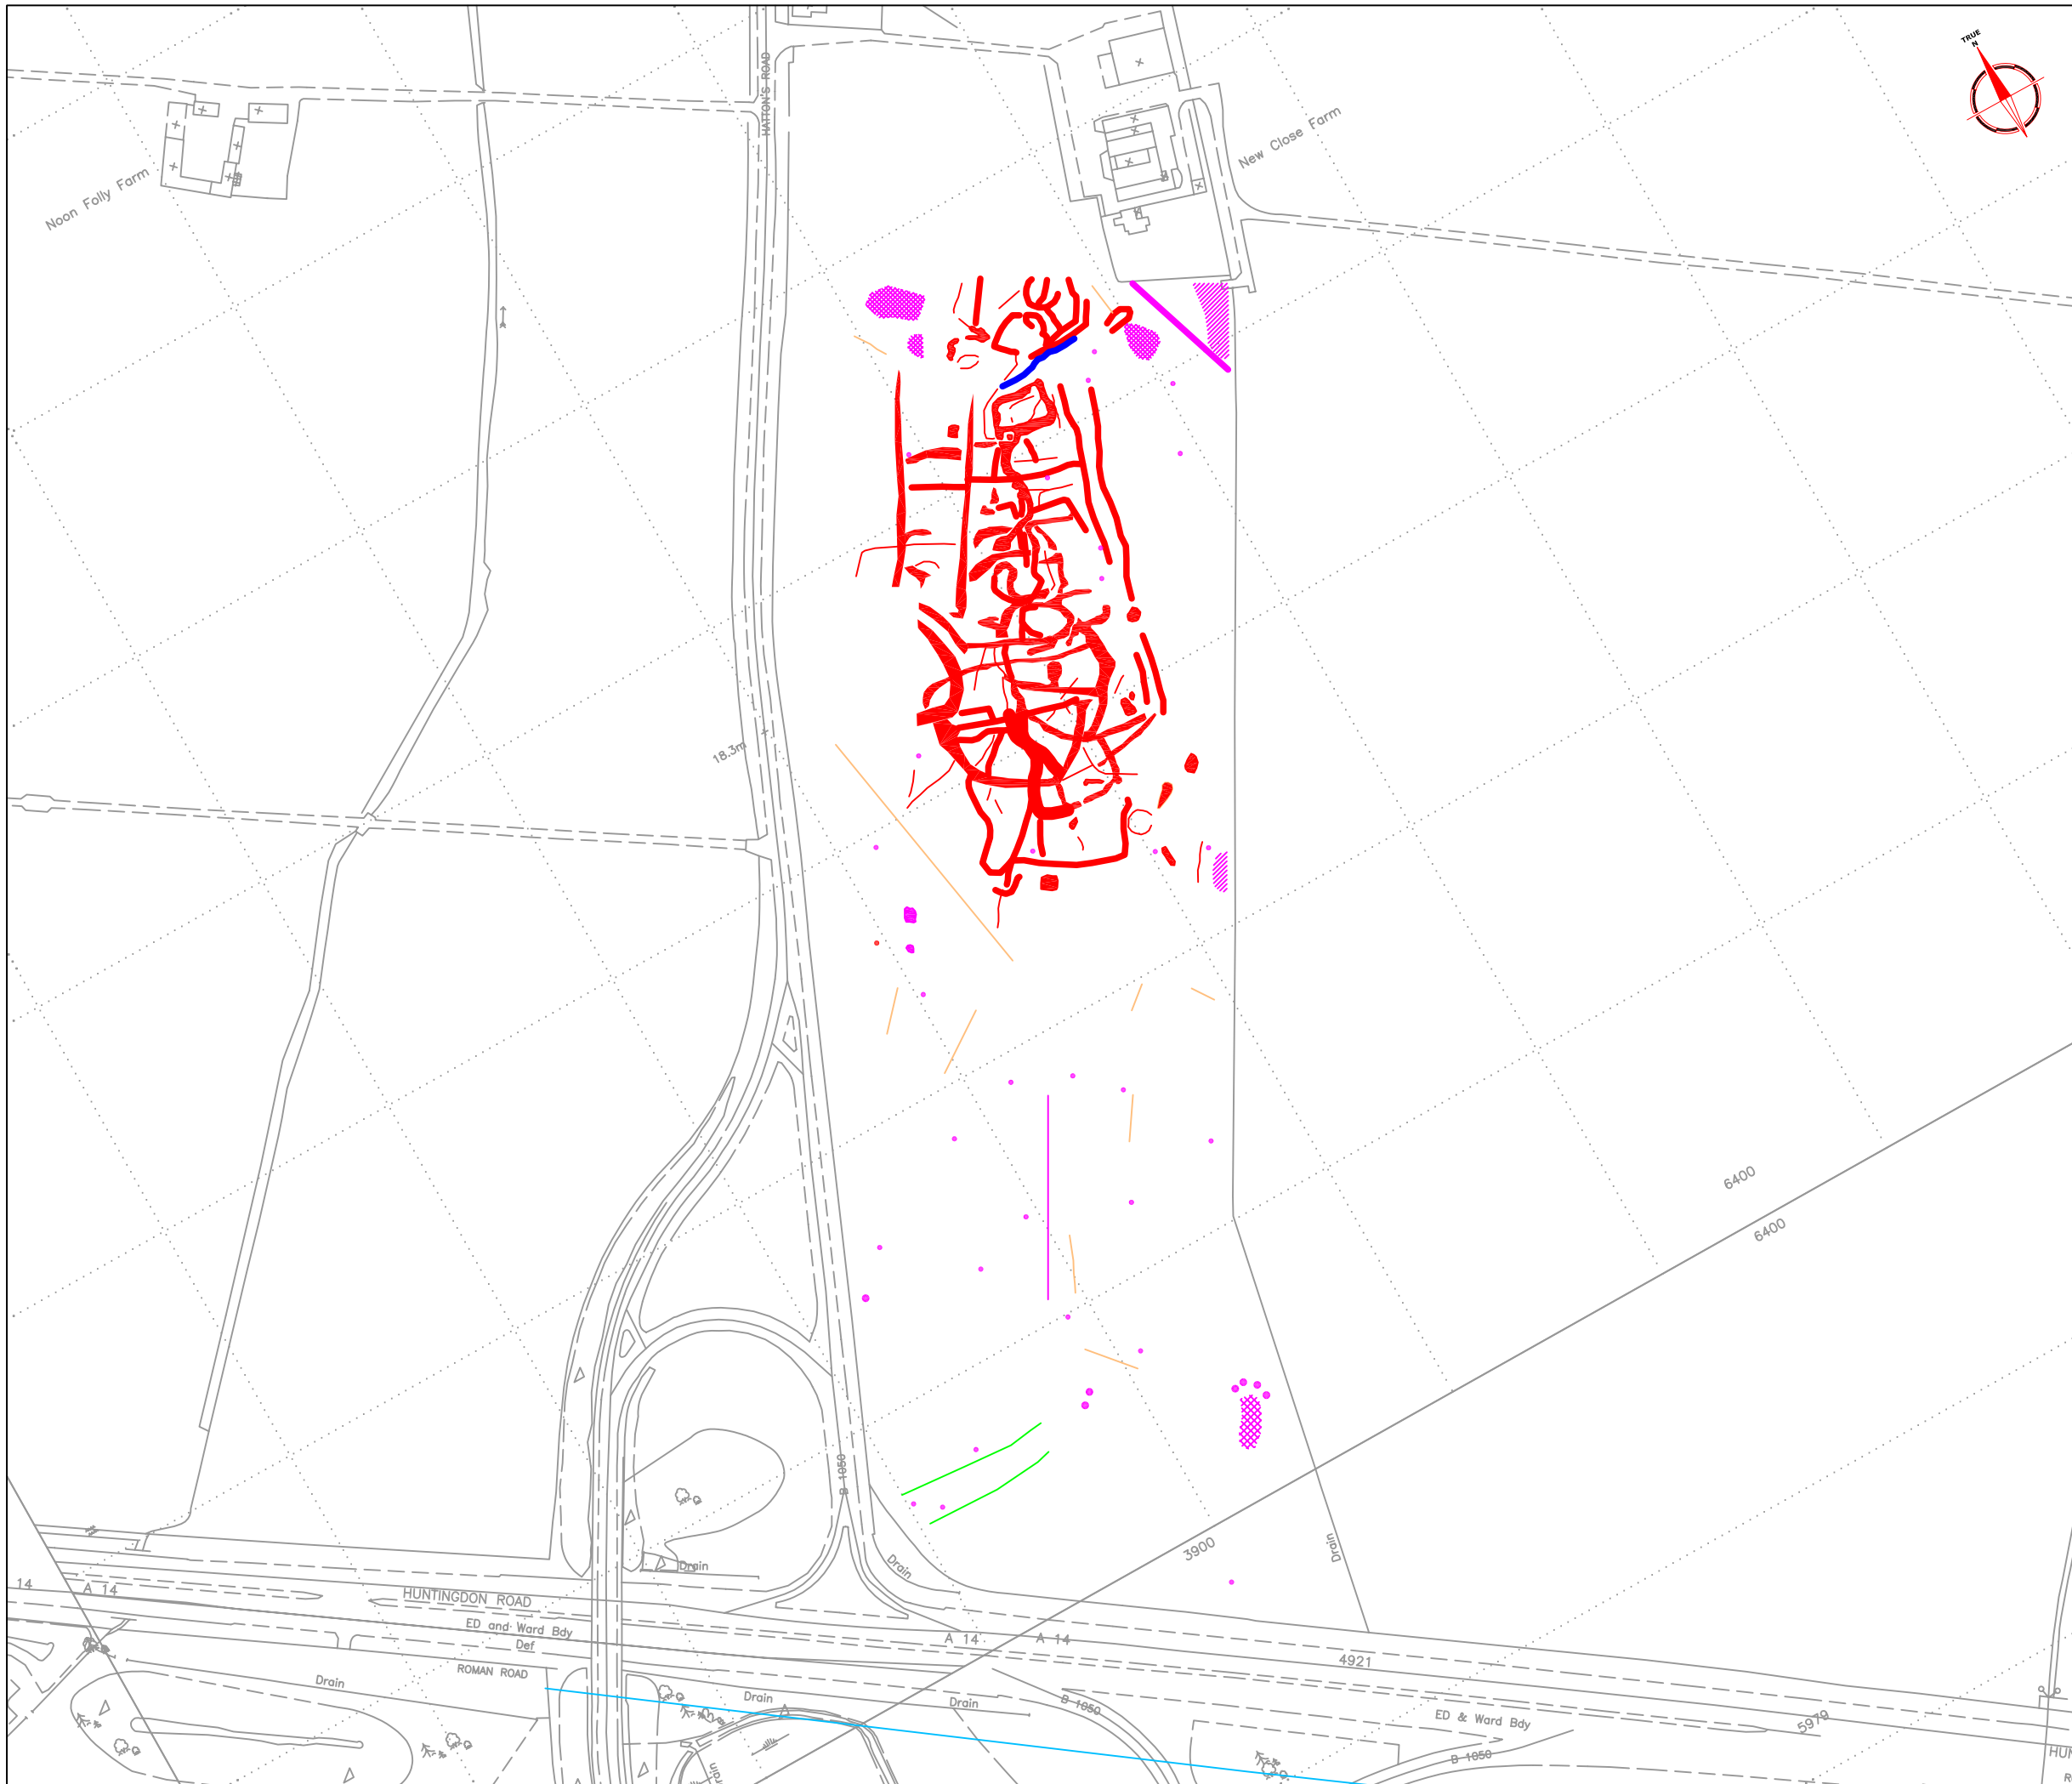 TRUE
N
HATTON'S ROAD
New Close Farm
Noon Folly Farm
18.3m
6400
6400
B 1050
3900
Drain
Drain
Drain
14
A 14
HUNTINGDON ROAD
ED and Ward Bdy
Def
A 14
A 14
ROMAN ROAD
4921
Drain
Drain
Drain
B 1050
ED & Ward Bdy
5979
B 1050
HUN